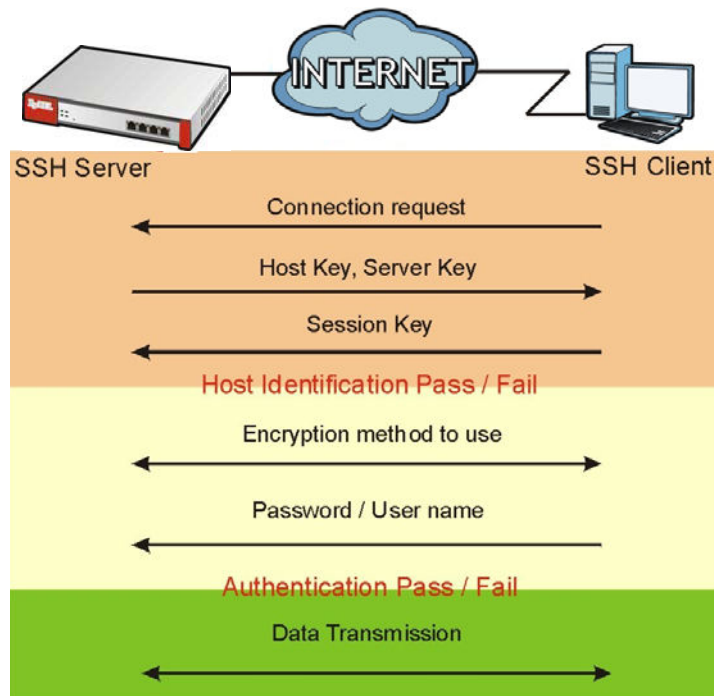 ZyXEL
INTERNET
SSH Server
SSH Client
Connection request
Host Key, Server Key
Session Key
Host Identification Pass / Fail
Encryption method to use
Password / User name
Authentication Pass / Fail
Data Transmission